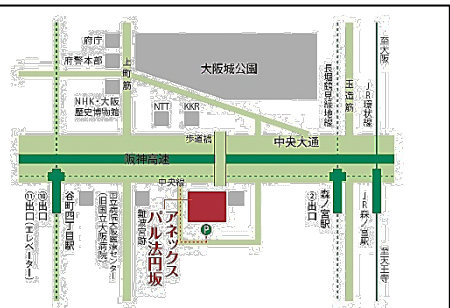 府庁
府警本部
上町筋
大阪城公園
NHK・大阪
歴史博物館
NTT
KKR
歩道橋
長堀鶴見緑地線
玉造筋
JR環状線
至大阪
中央大通
阪神高速
中央線
⑩出口
⑪出口(エレベーター)
谷町四丁目駅
国立病院大阪医療センター
(旧国立大阪病院)
難波宮跡
アネックス
パル法円坂
P
②出口
森ノ宮駅
JR森ノ宮駅
至天王寺